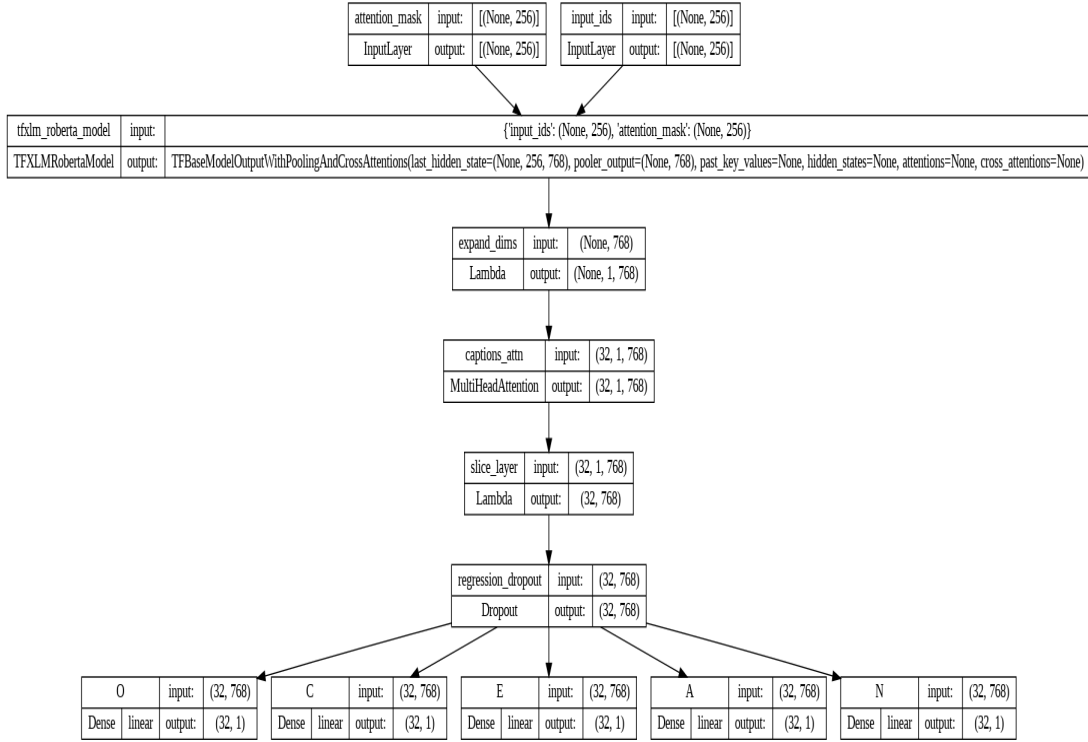 attention_mask input: [(None, 256)] input_ids input: [(None, 256)]
InputLayer output: [(None, 256)] InputLayer output: [(None, 256)]
tfxlm_roberta_model input: {'input_ids': (None, 256), 'attention_mask': (None, 256)}
TFXLMRobertaModel output: TFBaseModelOutputWithPoolingAndCrossAttentions(last_hidden_state=(None, 256, 768), pooler_output=(None, 768), past_key_values=None, hidden_states=None, attentions=None, cross_attentions=None)
expand_dims input: (None, 768)
Lambda output: (None, 1, 768)
captions_attn input: (32, 1, 768)
MultiHeadAttention output: (32, 1, 768)
slice_layer input: (32, 1, 768)
Lambda output: (32, 768)
regression_dropout input: (32, 768)
Dropout output: (32, 768)
O input: (32, 768) C input: (32, 768) E input: (32, 768) A input: (32, 768) N input: (32, 768)
Dense linear output: (32, 1) Dense linear output: (32, 1) Dense linear output: (32, 1) Dense linear output: (32, 1) Dense linear output: (32, 1)